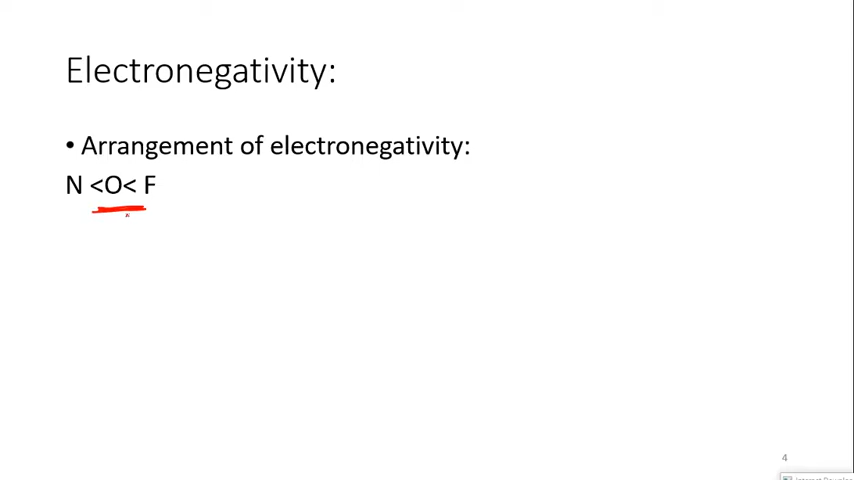 Electronegativity:
• Arrangement of electronegativity:
N <O< F
4